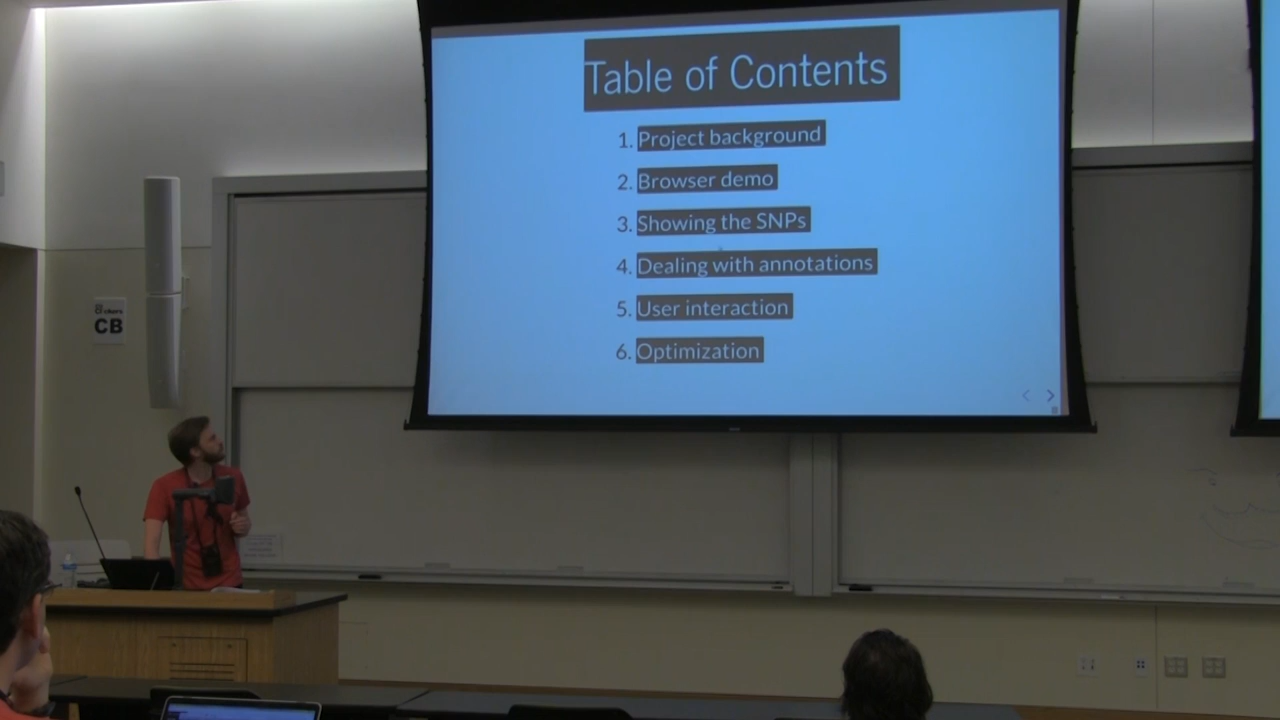 Table of Contents
1. Project background
2. Browser demo
3. Showing the SNPs
4. Dealing with annotations
5. User interaction
6. Optimization
CB